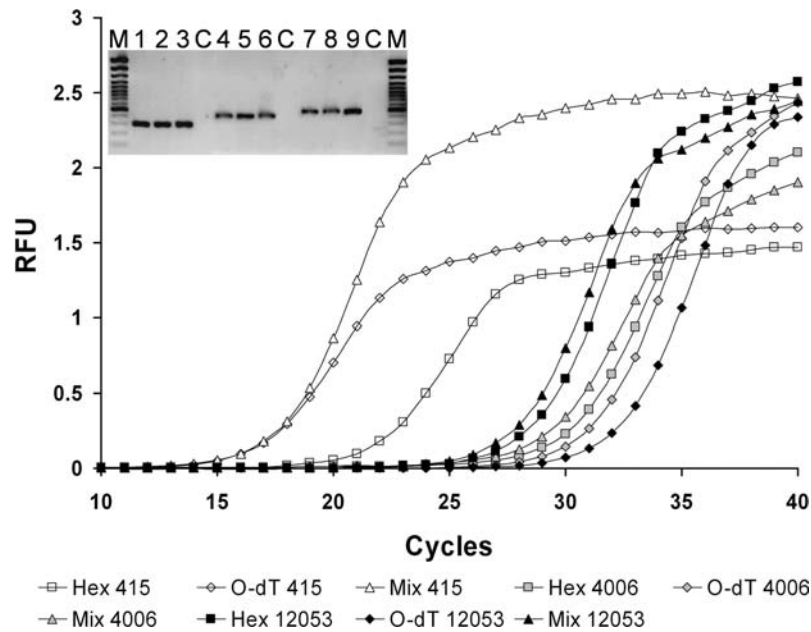 3
2.5
2
1.5
1
0.5
0
RFU
M 1 2 3 C 4 5 6 C 7 8 9 C M
10 15 20 25 30 35 40
Cycles
Hex 415 O-dT 415 Mix 415 Hex 4006 O-dT 4006
Mix 4006 Hex 12053 O-dT 12053 Mix 12053